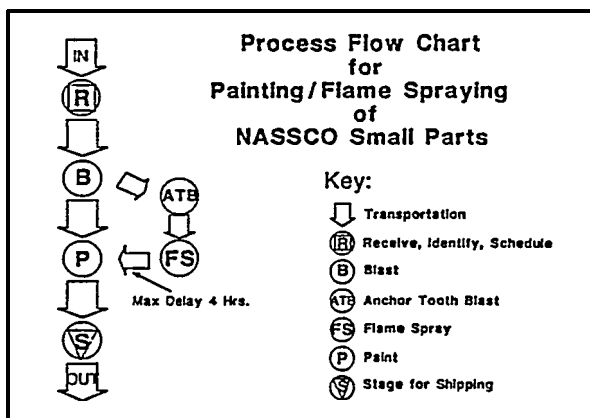 Process Flow Chart
for
Painting/Flame Spraying
of
NASSCO Small Parts
IN
R
B
ATB
P
FS
Max Delay 4 Hrs.
S
OUT
Key:
Transportation
R Receive, Identify, Schedule
B Blast
ATB Anchor Tooth Blast
FS Flame Spray
P Paint
S Stage for Shipping